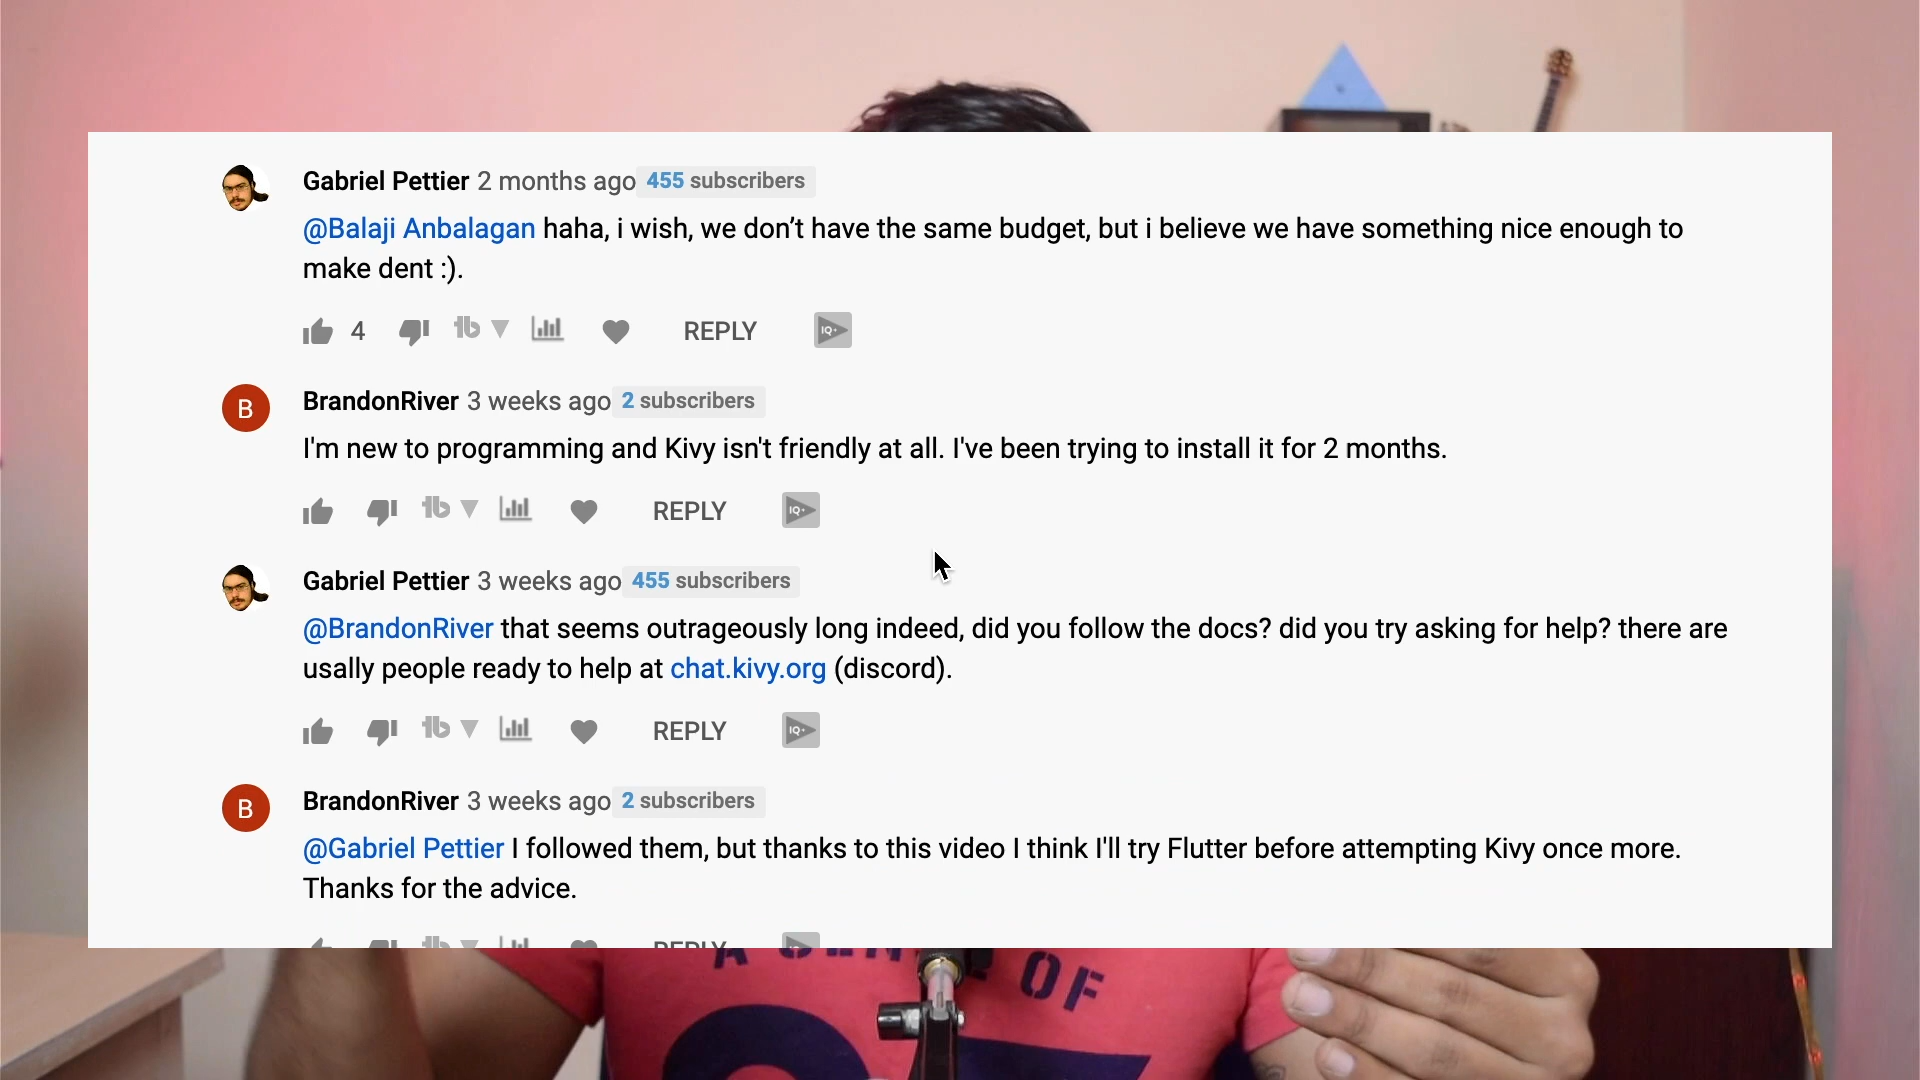 Gabriel Pettier 2 months ago 455 subscribers
@Balaji Anbalagan haha, i wish, we don’t have the same budget, but i believe we have something nice enough to
make dent :).
4 REPLY IQ+
B BrandonRiver 3 weeks ago 2 subscribers
I'm new to programming and Kivy isn't friendly at all. I've been trying to install it for 2 months.
REPLY IQ+
Gabriel Pettier 3 weeks ago 455 subscribers
@BrandonRiver that seems outrageously long indeed, did you follow the docs? did you try asking for help? there are
usally people ready to help at chat.kivy.org (discord).
REPLY IQ+
B BrandonRiver 3 weeks ago 2 subscribers
@Gabriel Pettier I followed them, but thanks to this video I think I'll try Flutter before attempting Kivy once more.
Thanks for the advice.
REPLY
A OF